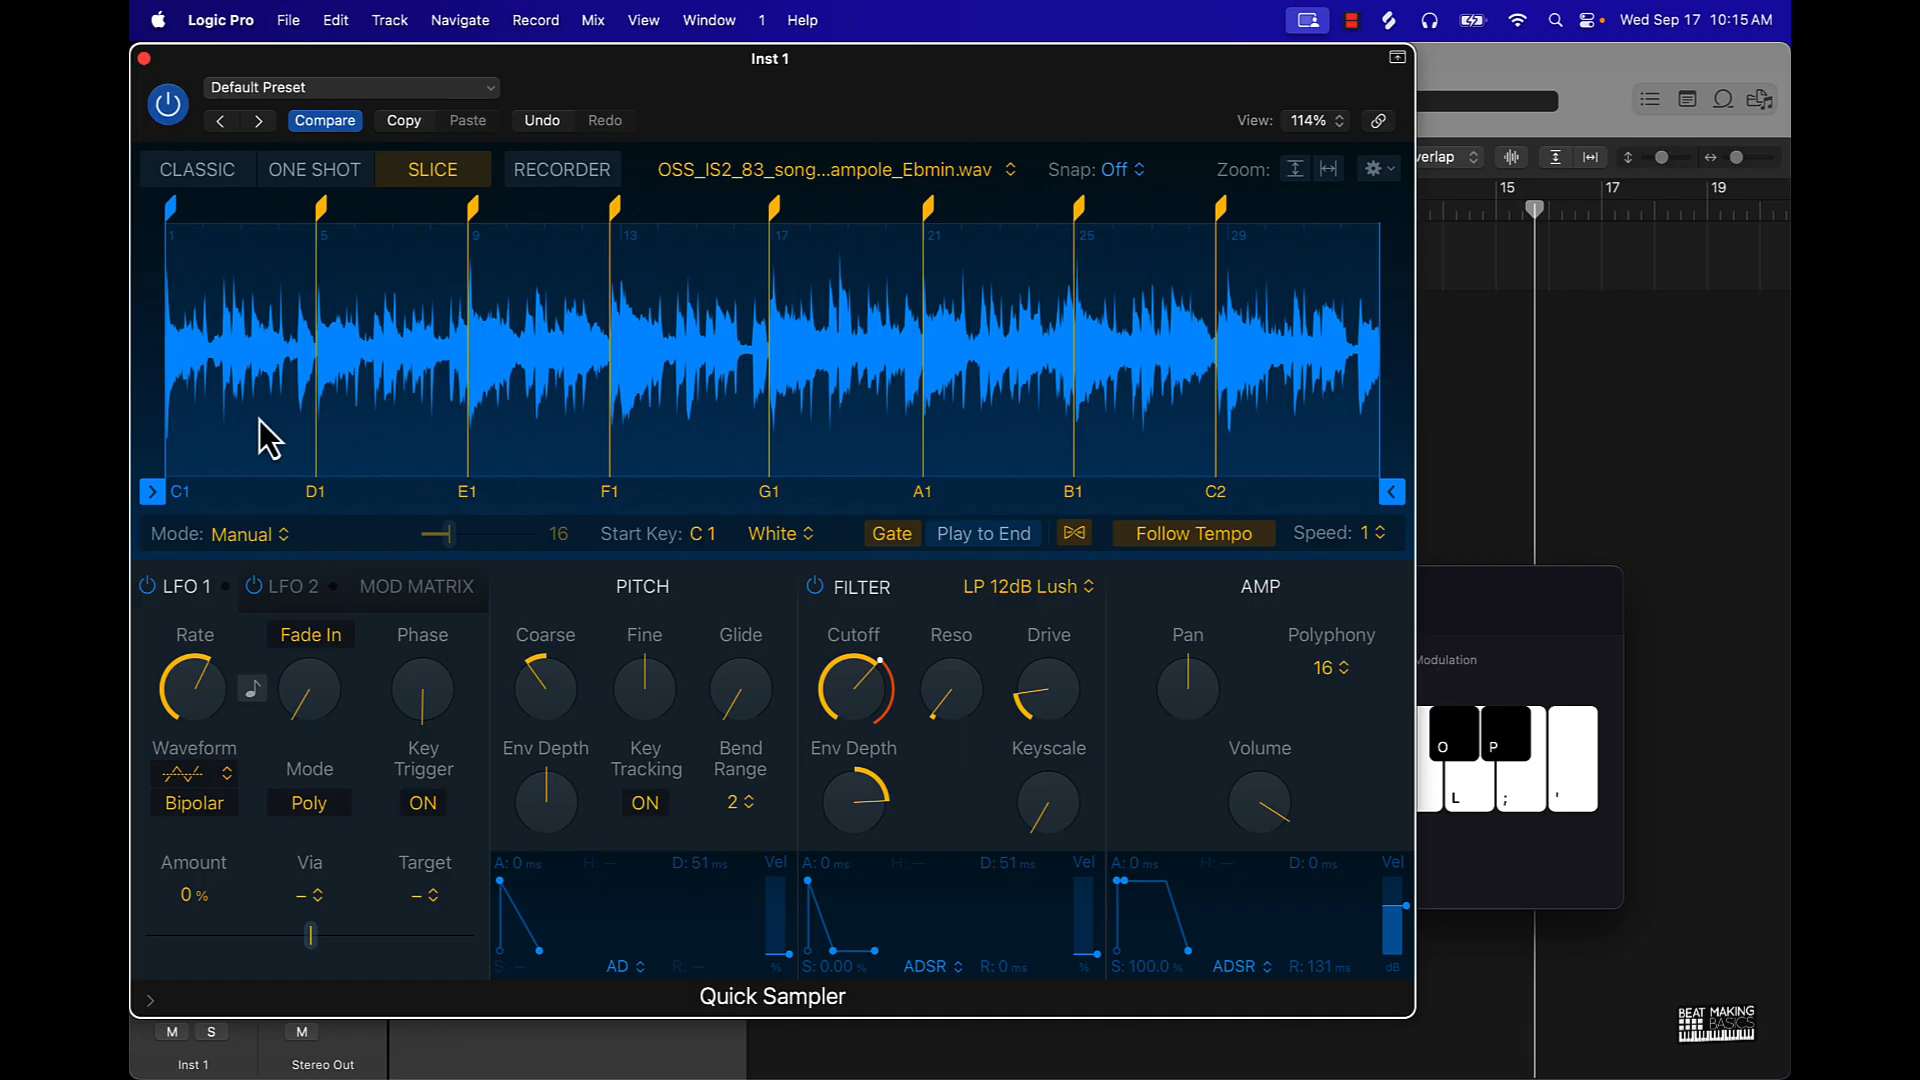 Logic Pro File Edit Track Navigate Record Mix View Window 1 Help Wed Sep 17 10:15 AM
Inst 1
Default Preset
Compare Copy Paste Undo Redo View: 114%
CLASSIC ONE SHOT SLICE RECORDER OSS_IS2_83_song...ampole_Ebmin.wav Snap: Off Zoom:
verlap
15 17 19
1 5 9 13 17 21 25 29
C1 D1 E1 F1 G1 A1 B1 C2
Mode: Manual 16 Start Key: C 1 White Gate Play to End Follow Tempo Speed: 1
LFO 1 LFO 2 MOD MATRIX PITCH FILTER LP 12dB Lush AMP
Rate Fade In Phase Coarse Fine Glide Cutoff Reso Drive Pan Polyphony
16
Modulation
Waveform Mode Key Trigger Env Depth Key Tracking Bend Range Env Depth Keyscale Volume
O P
Bipolar Poly ON ON 2
L ; '
Amount Via Target A: 0 ms H: — D: 51 ms Vel A: 0 ms H: — D: 51 ms Vel A: 0 ms H: — D: 0 ms Vel
0 % – –
S: — AD R: — % S: 0.00 % ADSR R: 0 ms % S: 100.0 % ADSR R: 131 ms dB
Quick Sampler
M S M
Inst 1 Stereo Out
BEAT MAKING
BASICS